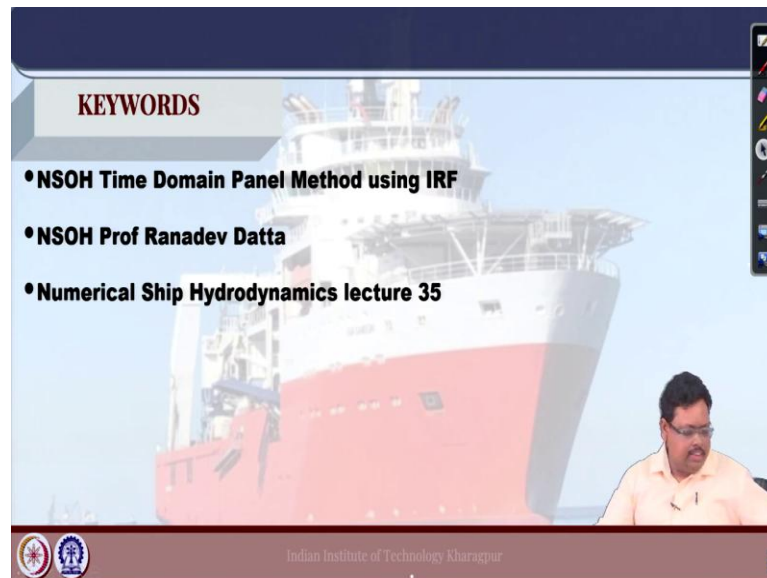 KEYWORDS
•NSOH Time Domain Panel Method using IRF
•NSOH Prof Ranadev Datta
•Numerical Ship Hydrodynamics lecture 35
Indian Institute of Technology Kharagpur